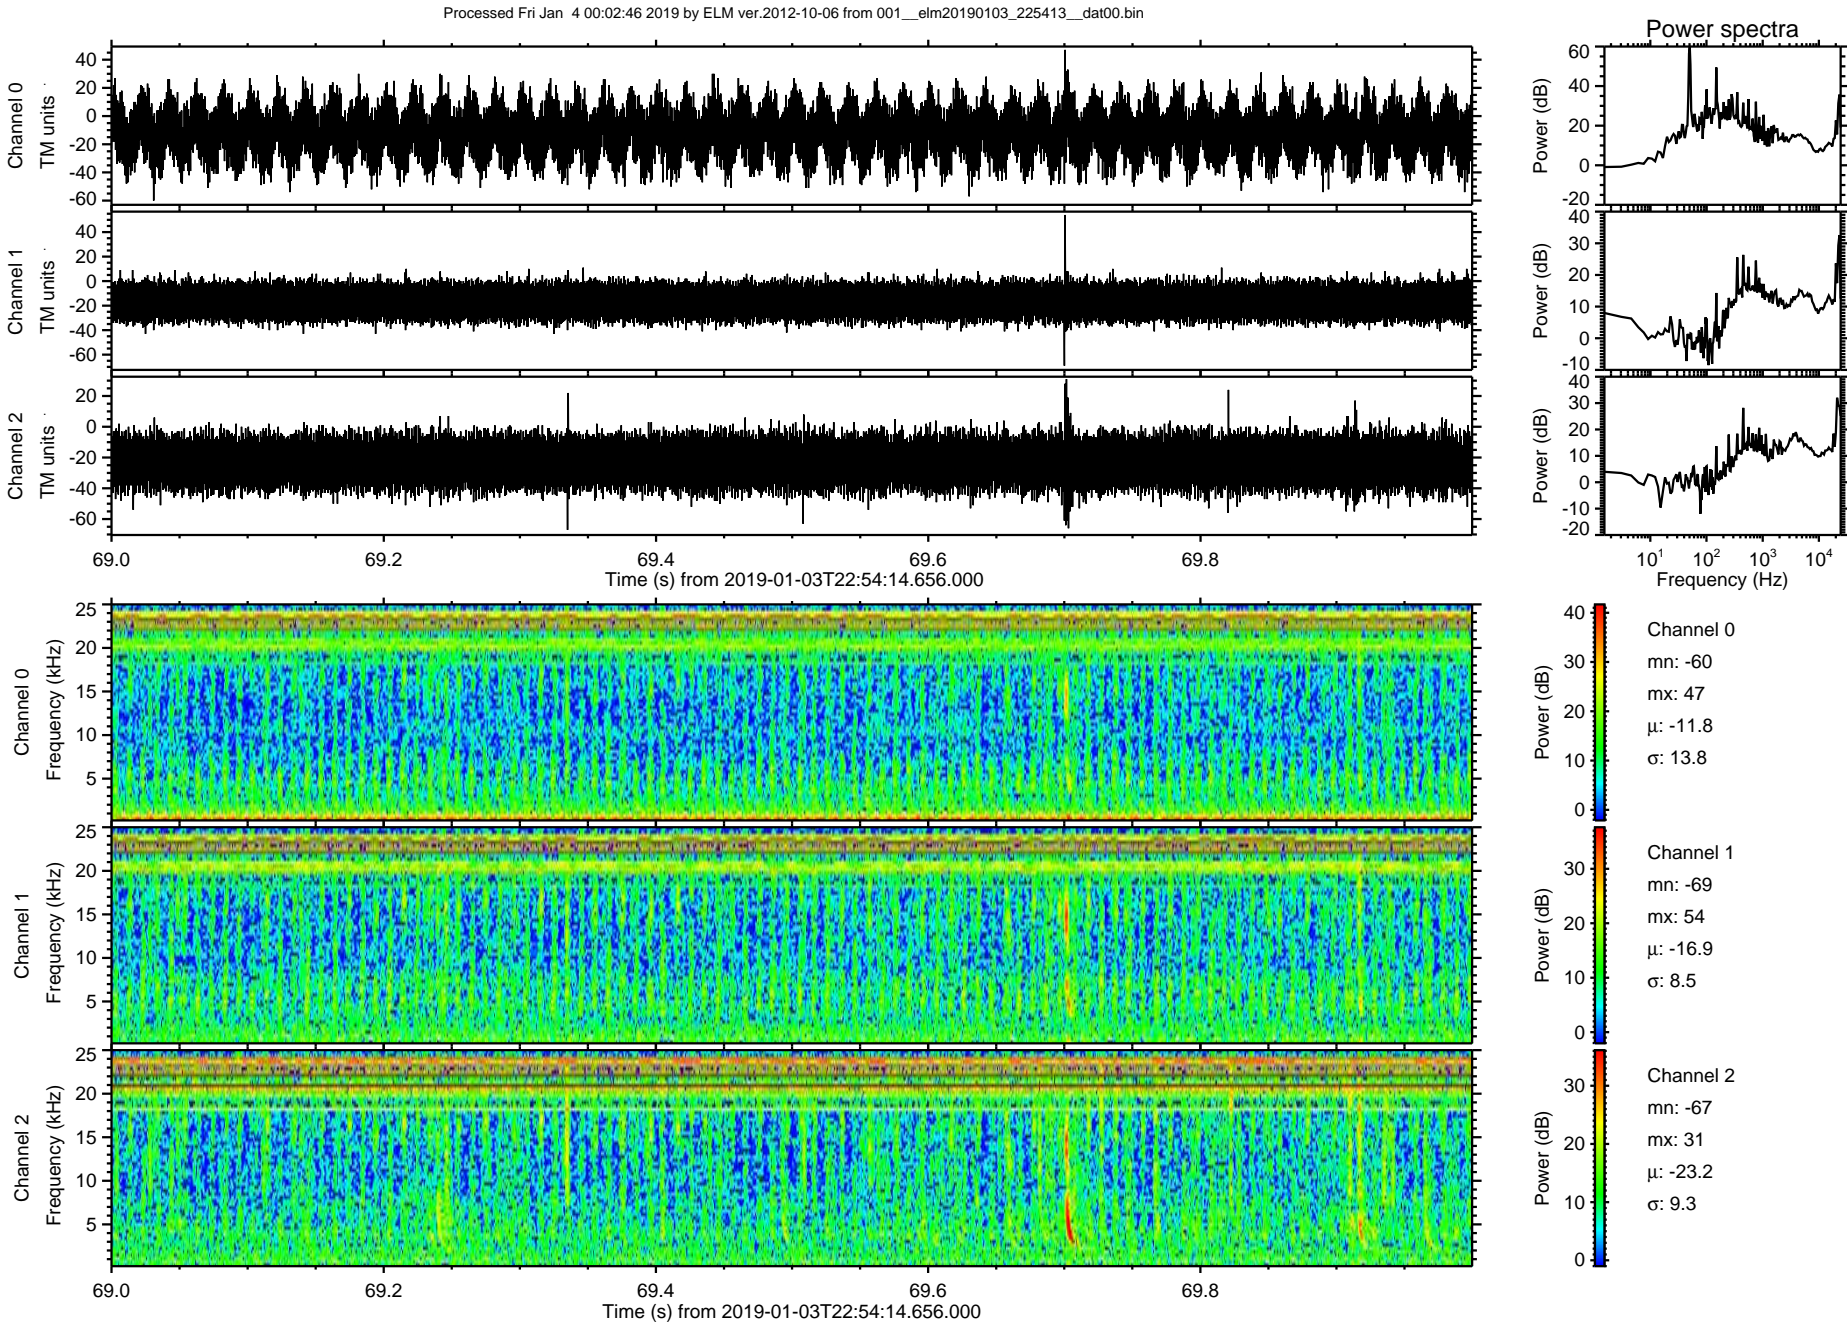 Processed Fri Jan 4 00:02:46 2019 by ELM ver.2012-10-06 from 001__elm20190103_225413__dat00.bin
Power spectra
Channel 0
TM units
40
20
0
-20
-40
-60
Power (dB)
60
40
20
0
-20
Channel 1
TM units
40
20
0
-20
-40
-60
Power (dB)
40
30
20
10
0
-10
Channel 2
TM units
20
0
-20
-40
-60
Power (dB)
40
30
20
10
0
-10
-20
69.0 69.2 69.4 69.6 69.8
Time (s) from 2019-01-03T22:54:14.656.000
10^1 10^2 10^3 10^4
Frequency (Hz)
Channel 0
Frequency (kHz)
25
20
15
10
5
Power (dB)
40
30
20
10
0
Channel 0
mn: -60
mx: 47
μ: -11.8
σ: 13.8
Channel 1
Frequency (kHz)
25
20
15
10
5
Power (dB)
30
20
10
0
Channel 1
mn: -69
mx: 54
μ: -16.9
σ: 8.5
Channel 2
Frequency (kHz)
25
20
15
10
5
Power (dB)
30
20
10
0
Channel 2
mn: -67
mx: 31
μ: -23.2
σ: 9.3
69.0 69.2 69.4 69.6 69.8
Time (s) from 2019-01-03T22:54:14.656.000